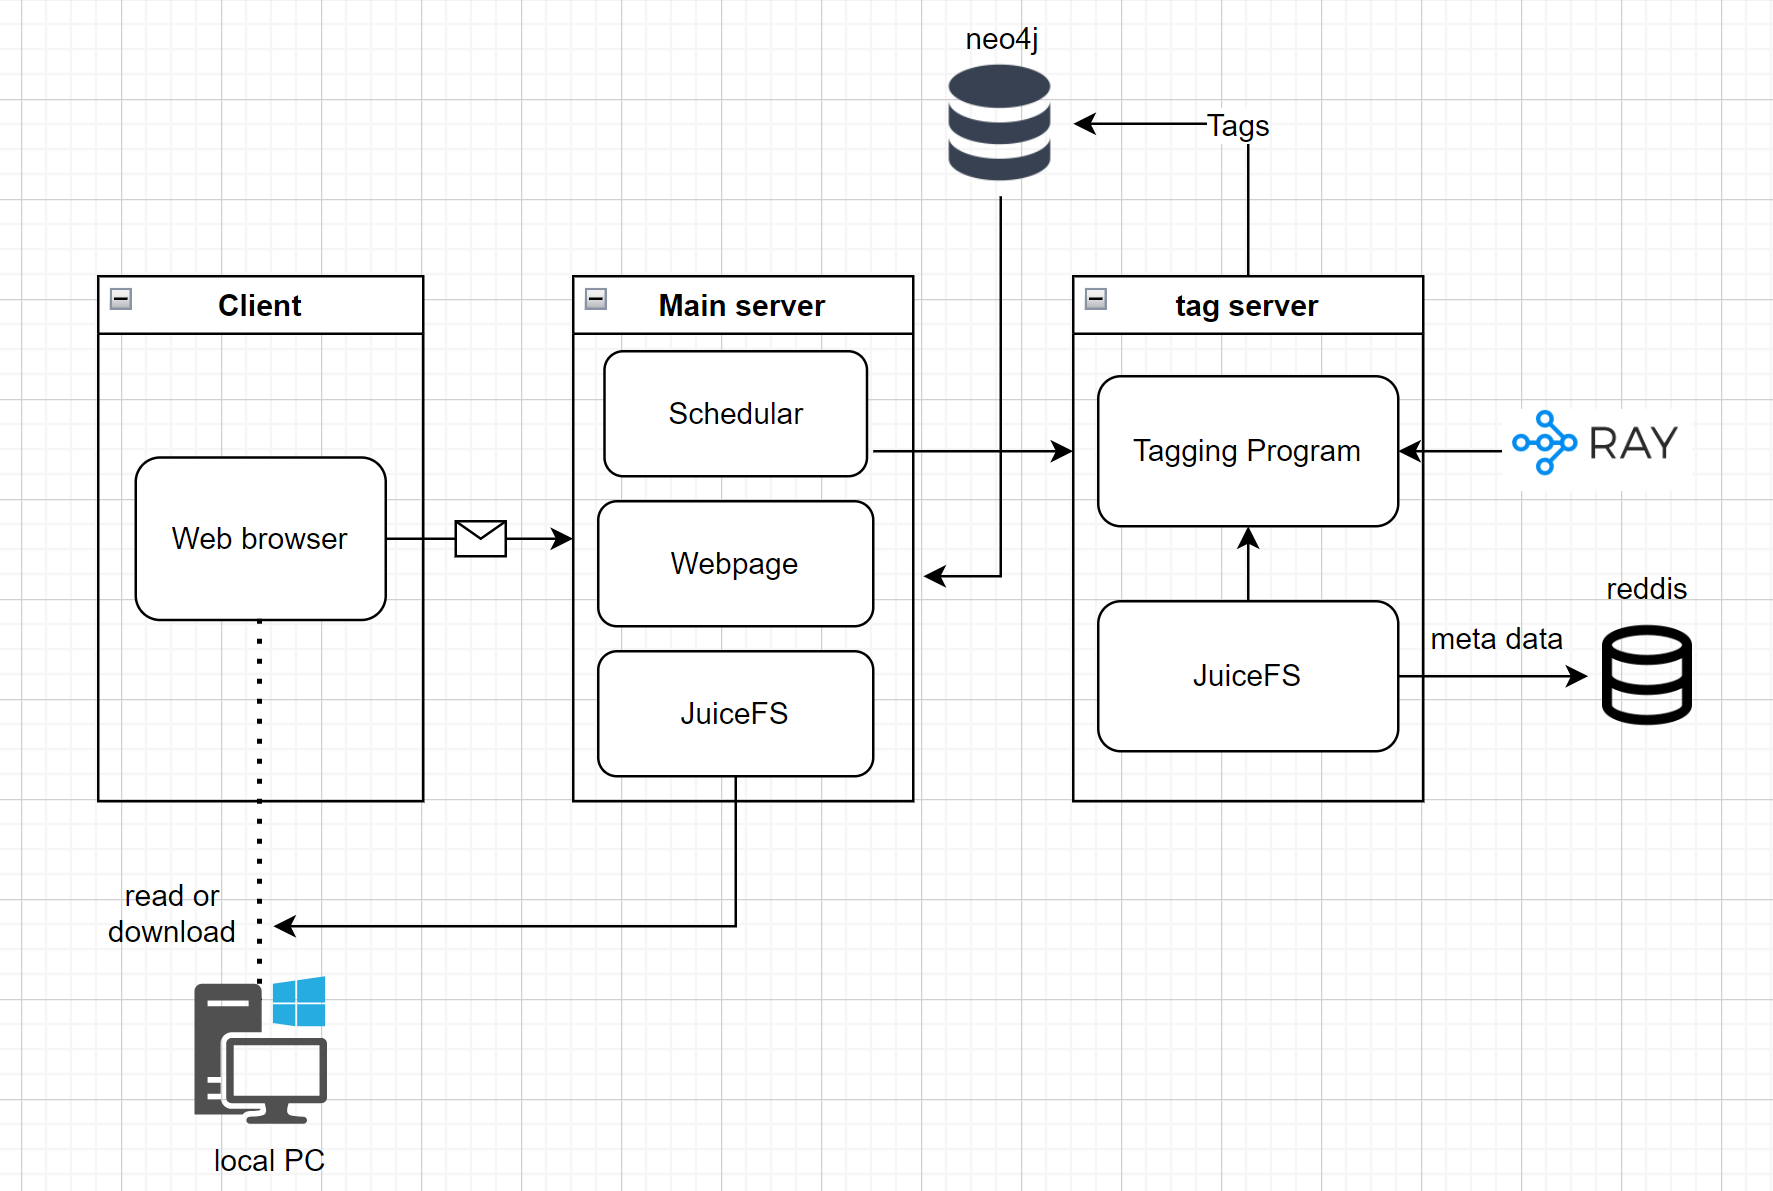 neo4j
Tags
Client
Main server
tag server
Schedular
Tagging Program
RAY
Web browser
Webpage
reddis
meta data
JuiceFS
JuiceFS
read or
download
local PC